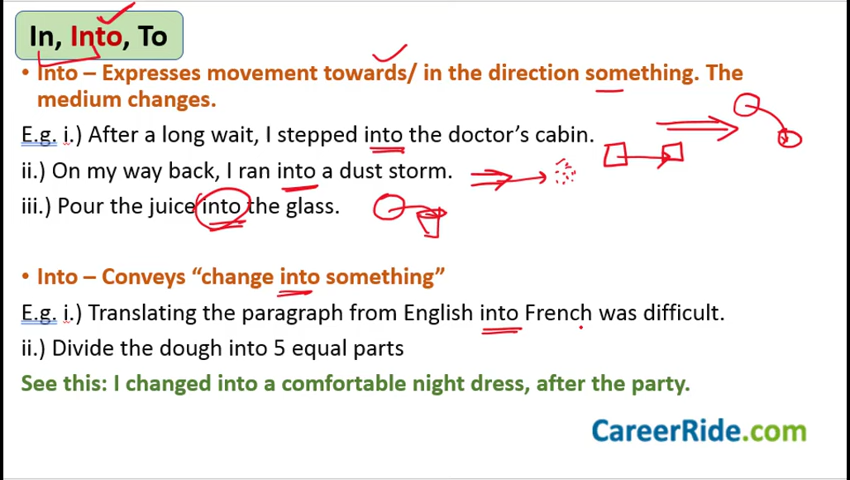 In, Into, To
• Into – Expresses movement towards/ in the direction something. The
medium changes.
E.g. i.) After a long wait, I stepped into the doctor's cabin.
ii.) On my way back, I ran into a dust storm.
iii.) Pour the juice into the glass.
• Into – Conveys “change into something”
E.g. i.) Translating the paragraph from English into French was difficult.
ii.) Divide the dough into 5 equal parts
See this: I changed into a comfortable night dress, after the party.
CareerRide.com